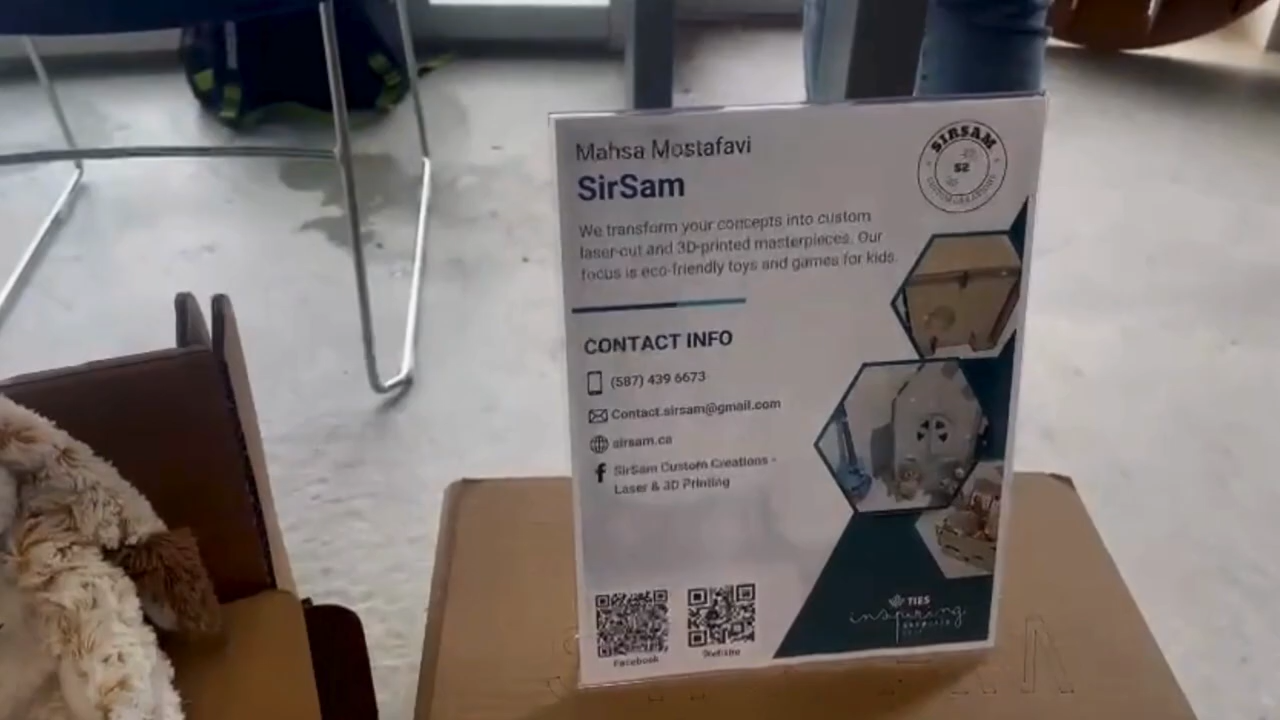 Mahsa Mostafavi
SirSam
SIRSAM
S2
We transform your concepts into custom
laser-cut and 3D-printed masterpieces. Our
focus is eco-friendly toys and games for kids.
CONTACT INFO
(587) 439 6673
Contact.sirsam@gmail.com
sirsam.ca
SirSam Custom Creations -
Laser & 3D Printing
TIES
inspiring
Facebook
Website